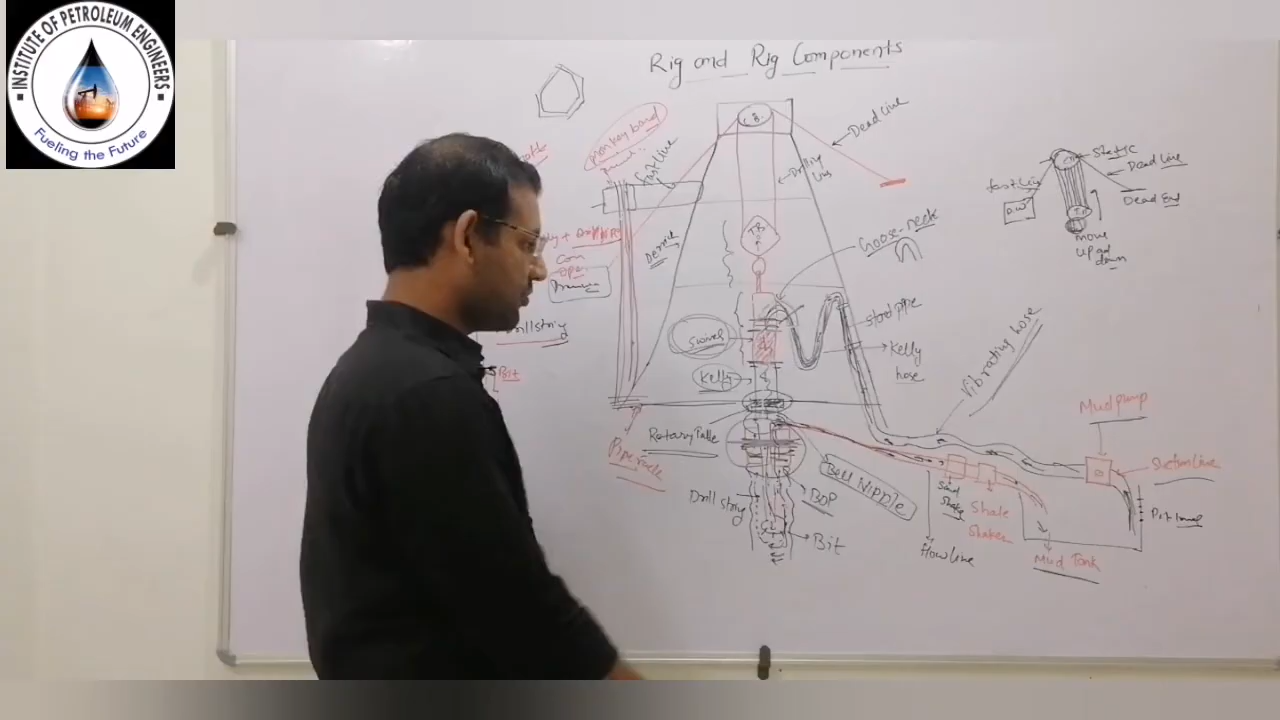 INSTITUTE OF PETROLEUM ENGINEERS
Fueling the Future
Rig and Rig Components
monkey board
fast line
C.B.
Dead Line
Drilling
Line
T.B.
Derrick
Goose-neck
Swivel
Stand pipe
Kelly
hose
Kelly
Rotary Table
Pipe rack
Drill string
Bit
Drill string
BOP
Bell Nipple
Bit
Vibrating hose
Mud pump
Suction Line
Shale
Shaker
Flow line
Mud Tank
Static
Dead Line
fast Line
D.W
Dead End
T.B
move
up and
down